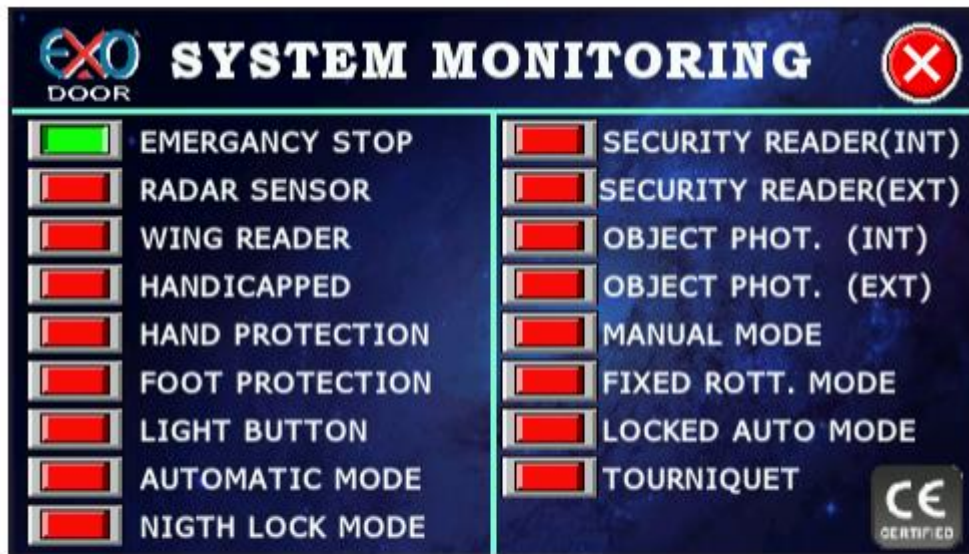 EXO
DOOR
SYSTEM MONITORING
EMERGANCY STOP
RADAR SENSOR
WING READER
HANDICAPPED
HAND PROTECTION
FOOT PROTECTION
LIGHT BUTTON
AUTOMATIC MODE
NIGTH LOCK MODE
SECURITY READER(INT)
SECURITY READER(EXT)
OBJECT PHOT. (INT)
OBJECT PHOT. (EXT)
MANUAL MODE
FIXED ROTT. MODE
LOCKED AUTO MODE
TOURNIQUET
CE
CERTIFIED